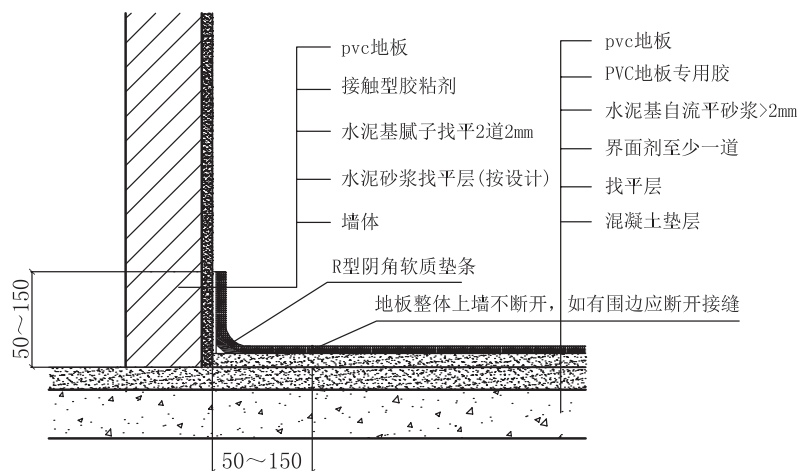 pvc地板
接触型胶粘剂
水泥基腻子找平2道2mm
水泥砂浆找平层(按设计)
墙体
pvc地板
PVC地板专用胶
水泥基自流平砂浆>2mm
界面剂至少一道
找平层
混凝土垫层
R型阴角软质垫条
地板整体上墙不断开，如有围边应断开接缝
50～150
50～150